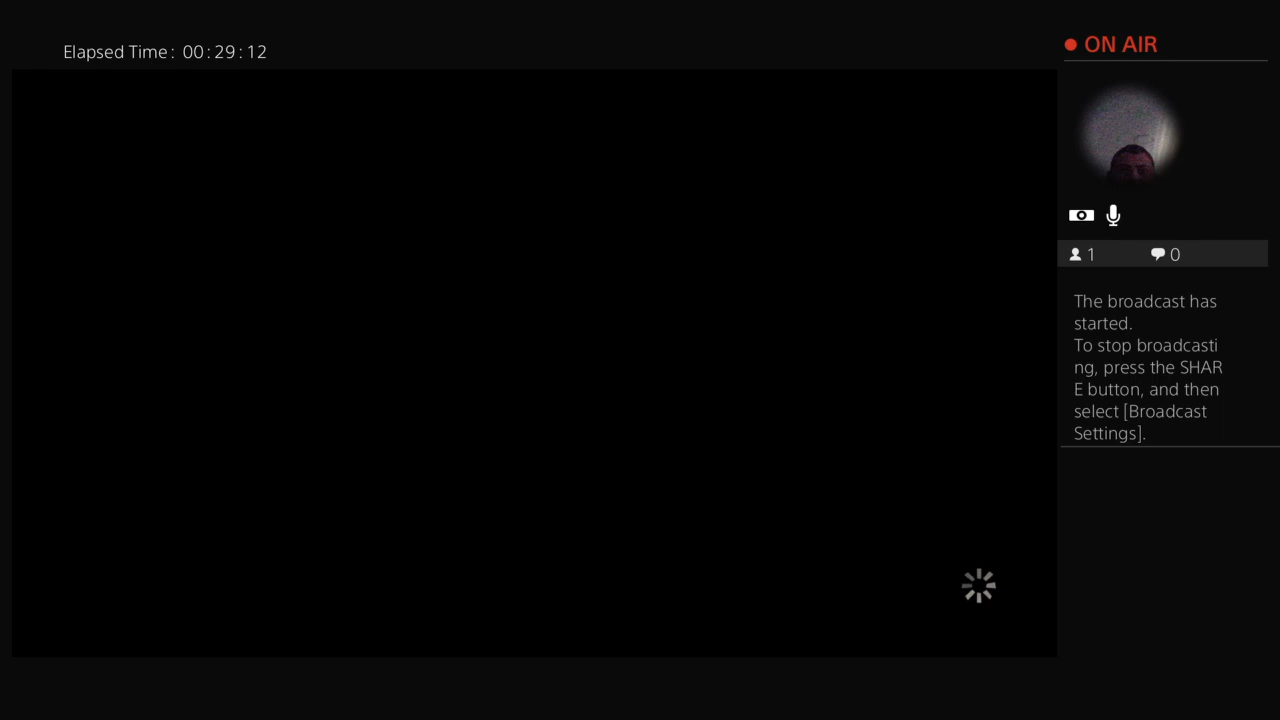 Elapsed Time: 00:29:12
ON AIR
1 0
The broadcast has
started.
To stop broadcasti
ng, press the SHAR
E button, and then
select [Broadcast
Settings].